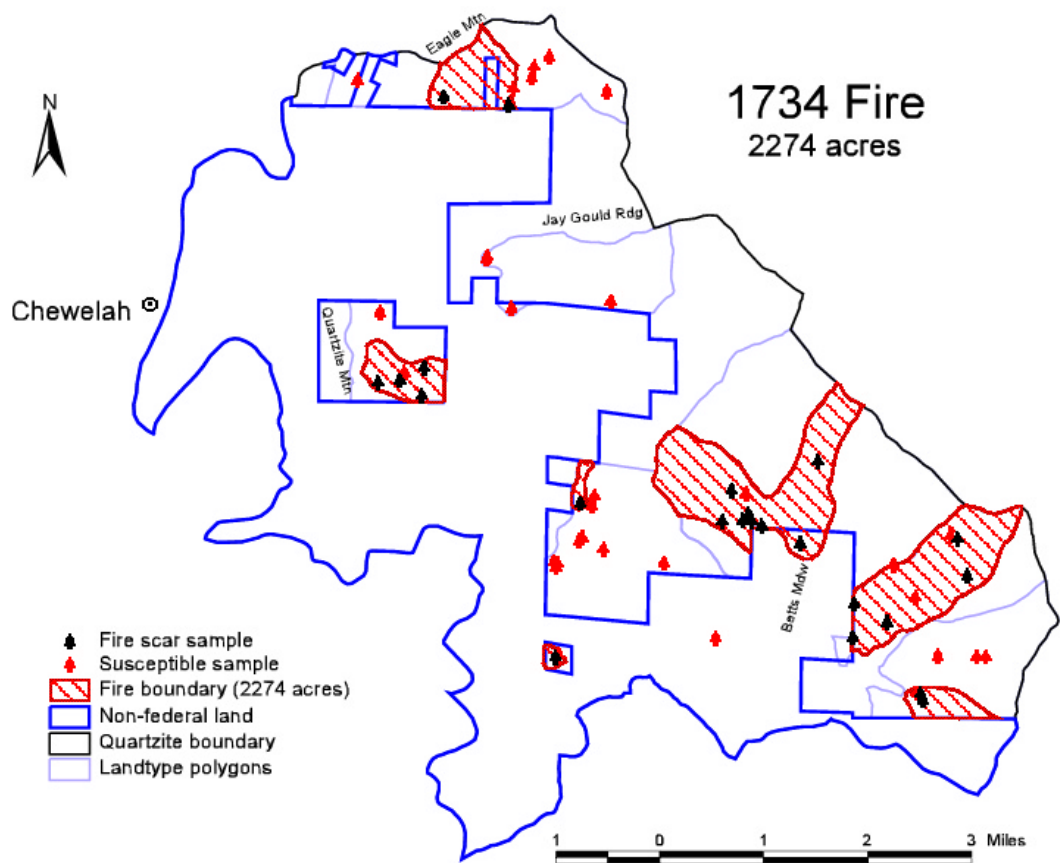 Eagle Mtn
1734 Fire
2274 acres
N
Jay Gould Rdg
Chewelah
Quartzite Mtn
Betts Mdw
Fire scar sample
Susceptible sample
Fire boundary (2274 acres)
Non-federal land
Quartzite boundary
Landtype polygons
1 0 1 2 3 Miles